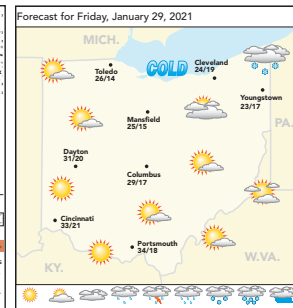 Forecast for Friday, January 29, 2021
MICH.
Cleveland
24/19
Toledo
26/14
COLD
Youngstown
23/17
Mansfield
25/15
PA.
Dayton
31/20
Columbus
29/17
Cincinnati
33/21
Portsmouth
34/18
KY.
W.VA.